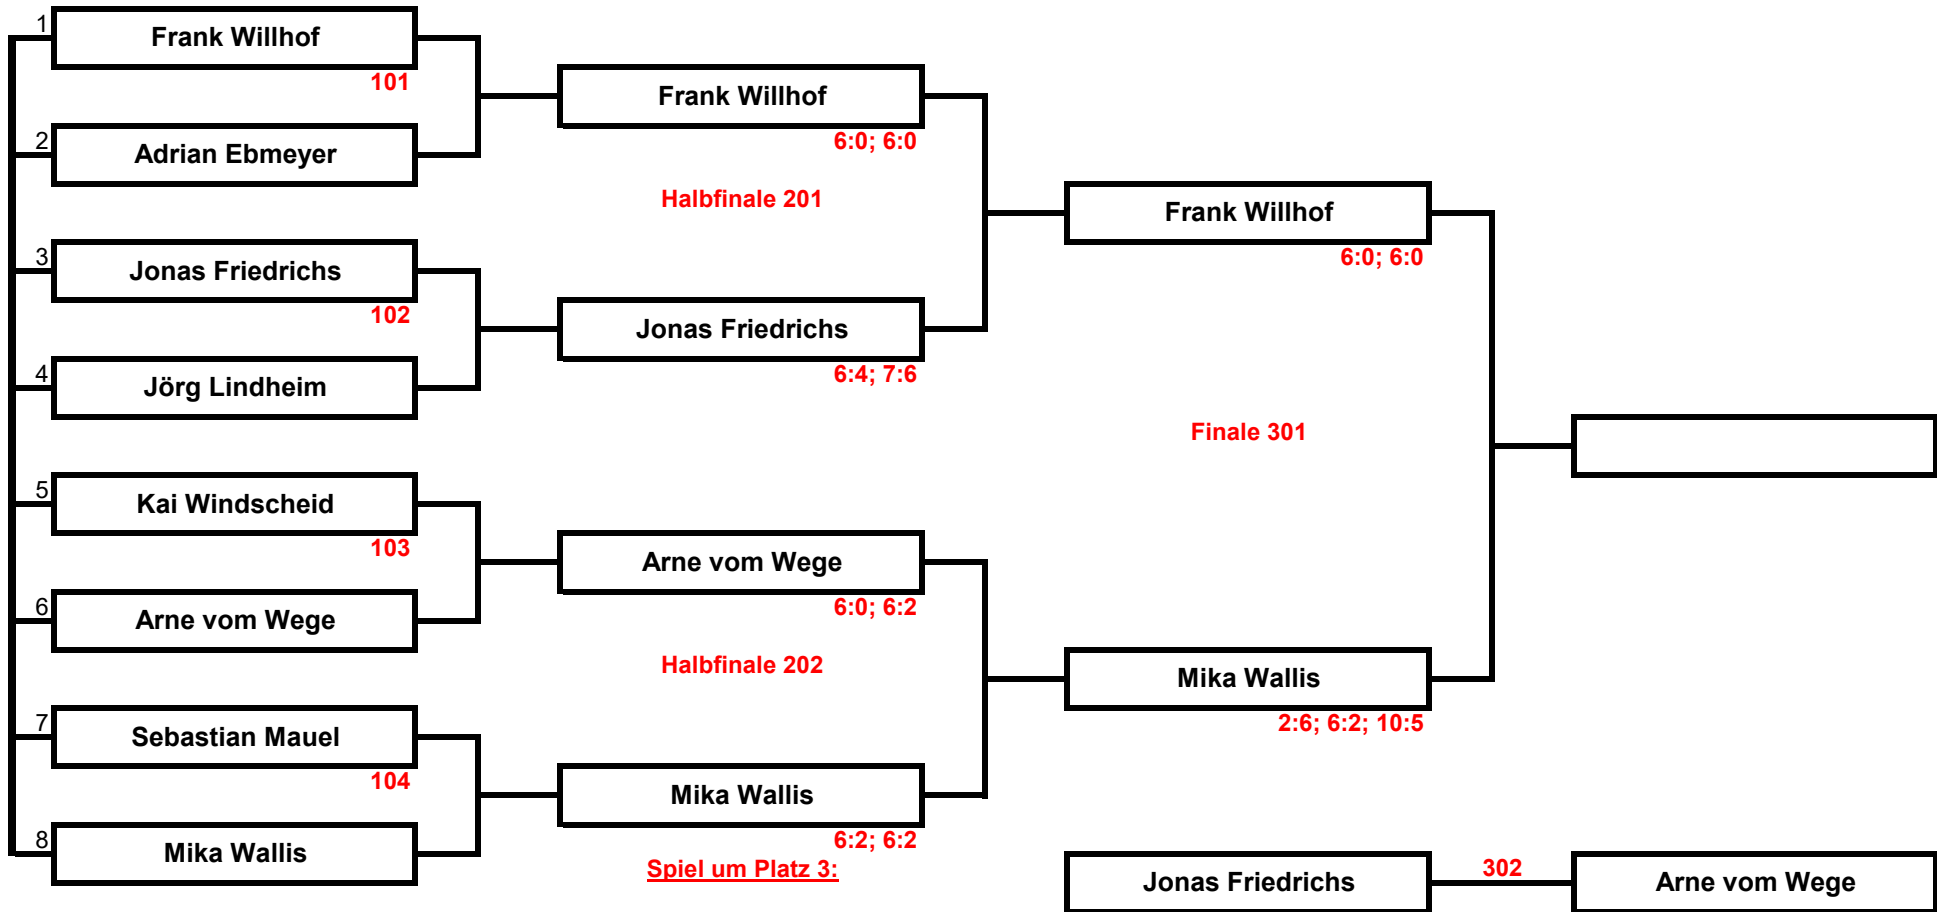 1
Frank Willhof
101
2
Adrian Ebmeyer
3
Jonas Friedrichs
102
4
Jörg Lindheim
5
Kai Windscheid
103
6
Arne vom Wege
7
Sebastian Mauel
104
8
Mika Wallis
Frank Willhof
6:0; 6:0
Halbfinale 201
Jonas Friedrichs
6:4; 7:6
Arne vom Wege
6:0; 6:2
Halbfinale 202
Mika Wallis
6:2; 6:2
Frank Willhof
6:0; 6:0
Finale 301
Mika Wallis
2:6; 6:2; 10:5
Spiel um Platz 3:
Jonas Friedrichs
302
Arne vom Wege